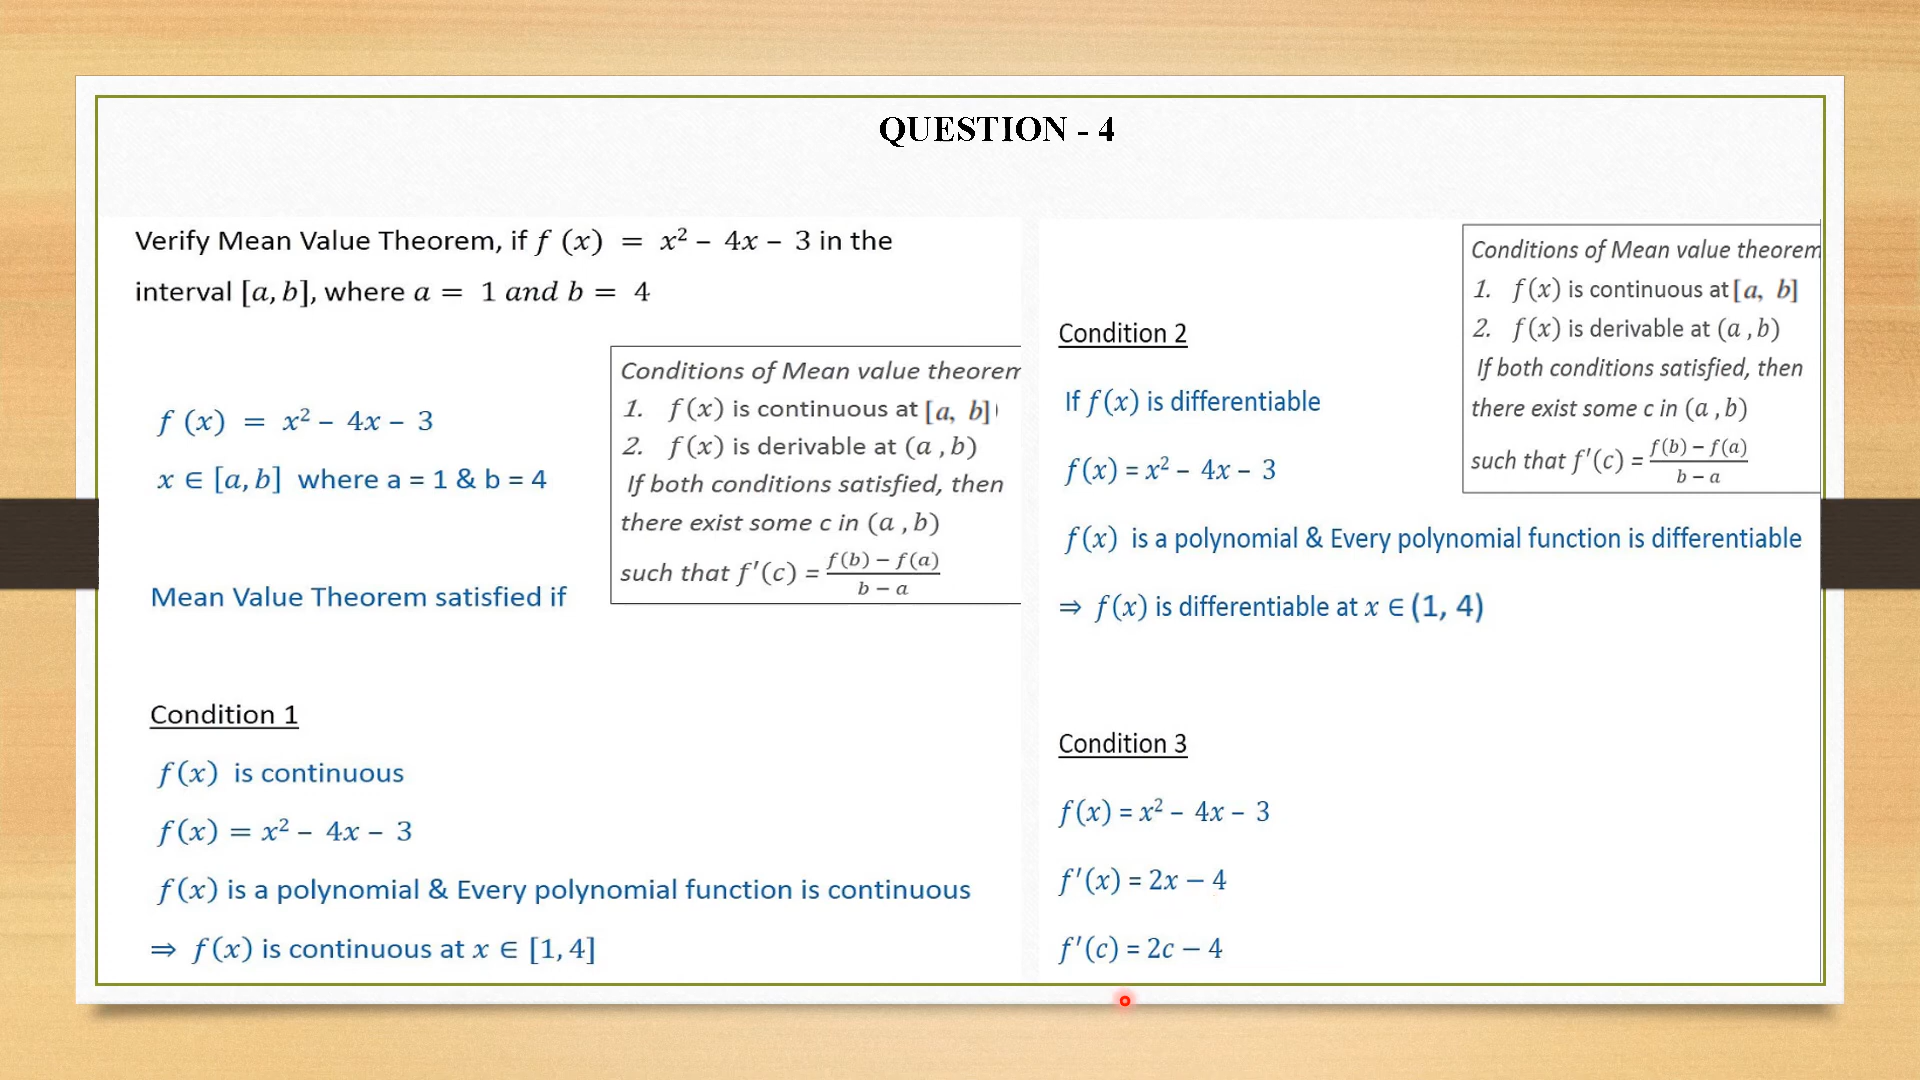 QUESTION - 4
Verify Mean Value Theorem, if f (x) = x² – 4x – 3 in the
interval [a, b], where a = 1 and b = 4
f (x) = x² – 4x – 3
x ∈ [a, b] where a = 1 & b = 4
Mean Value Theorem satisfied if
Conditions of Mean value theorem
1. f(x) is continuous at [a, b]
2. f(x) is derivable at (a , b)
If both conditions satisfied, then
there exist some c in (a , b)
such that f′(c) = f(b) − f(a) / b − a
Condition 1
f(x) is continuous
f(x) = x² – 4x – 3
f(x) is a polynomial & Every polynomial function is continuous
⇒ f(x) is continuous at x ∈ [1, 4]
Conditions of Mean value theorem
1. f(x) is continuous at [a, b]
2. f(x) is derivable at (a , b)
If both conditions satisfied, then
there exist some c in (a , b)
such that f′(c) = f(b) − f(a) / b − a
Condition 2
If f(x) is differentiable
f(x) = x² – 4x – 3
f(x) is a polynomial & Every polynomial function is differentiable
⇒ f(x) is differentiable at x ∈ (1, 4)
Condition 3
f(x) = x² – 4x – 3
f′(x) = 2x − 4
f′(c) = 2c − 4